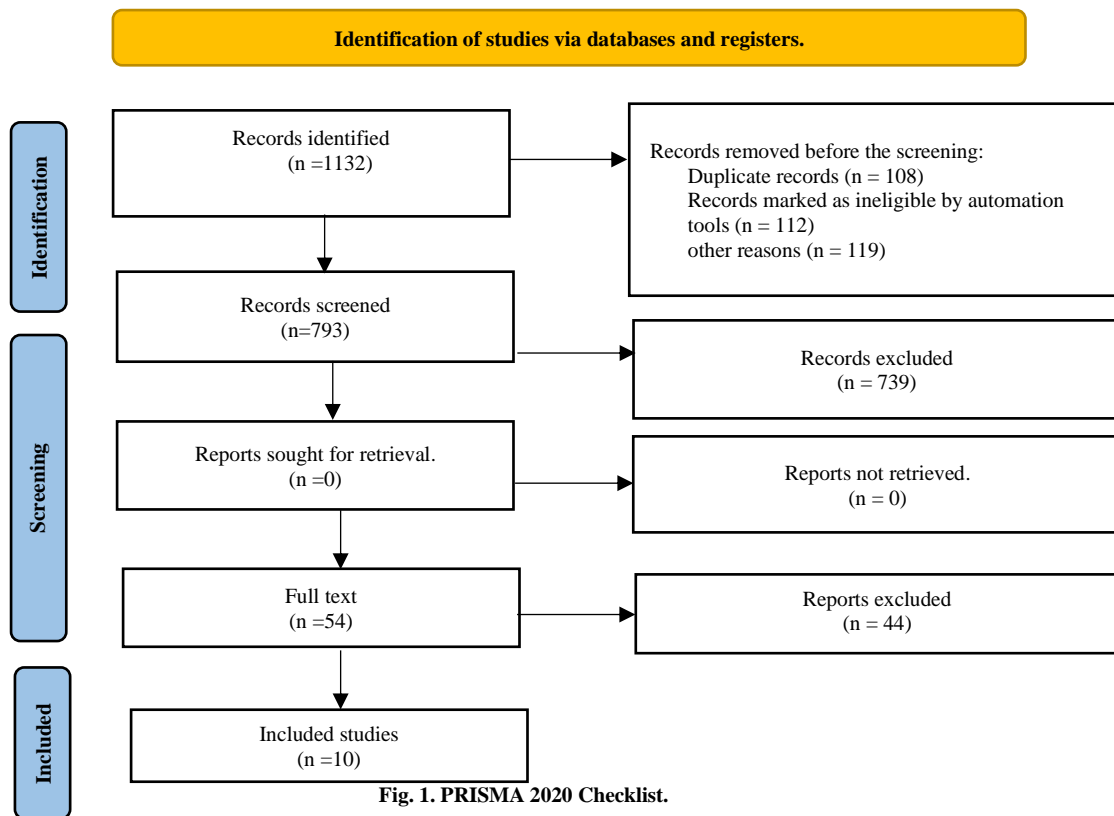 Identification of studies via databases and registers.
Identification
Records identified
(n =1132)
Records removed before the screening:
Duplicate records (n = 108)
Records marked as ineligible by automation
tools (n = 112)
other reasons (n = 119)
Records screened
(n=793)
Records excluded
(n = 739)
Screening
Reports sought for retrieval.
(n =0)
Reports not retrieved.
(n = 0)
Full text
(n =54)
Reports excluded
(n = 44)
Included
Included studies
(n =10)
Fig. 1. PRISMA 2020 Checklist.